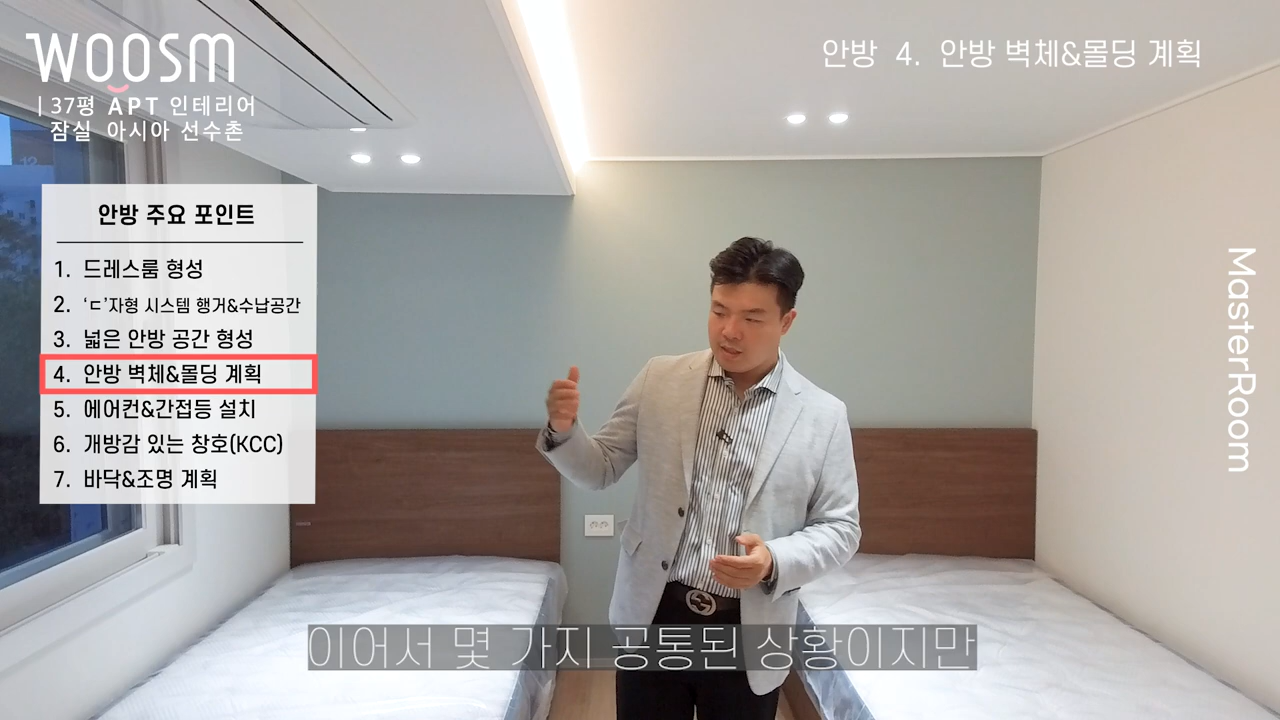 WOOSM
| 37평 APT 인테리어
잠실 아시아 선수촌
안방 4. 안방 벽체&몰딩 계획
안방 주요 포인트
1. 드레스룸 형성
2. 'ㄷ'자형 시스템 행거&수납공간
3. 넓은 안방 공간 형성
4. 안방 벽체&몰딩 계획
5. 에어컨&간접등 설치
6. 개방감 있는 창호(KCC)
7. 바닥&조명 계획
MasterRoom
이어서 몇 가지 공통된 상황이지만